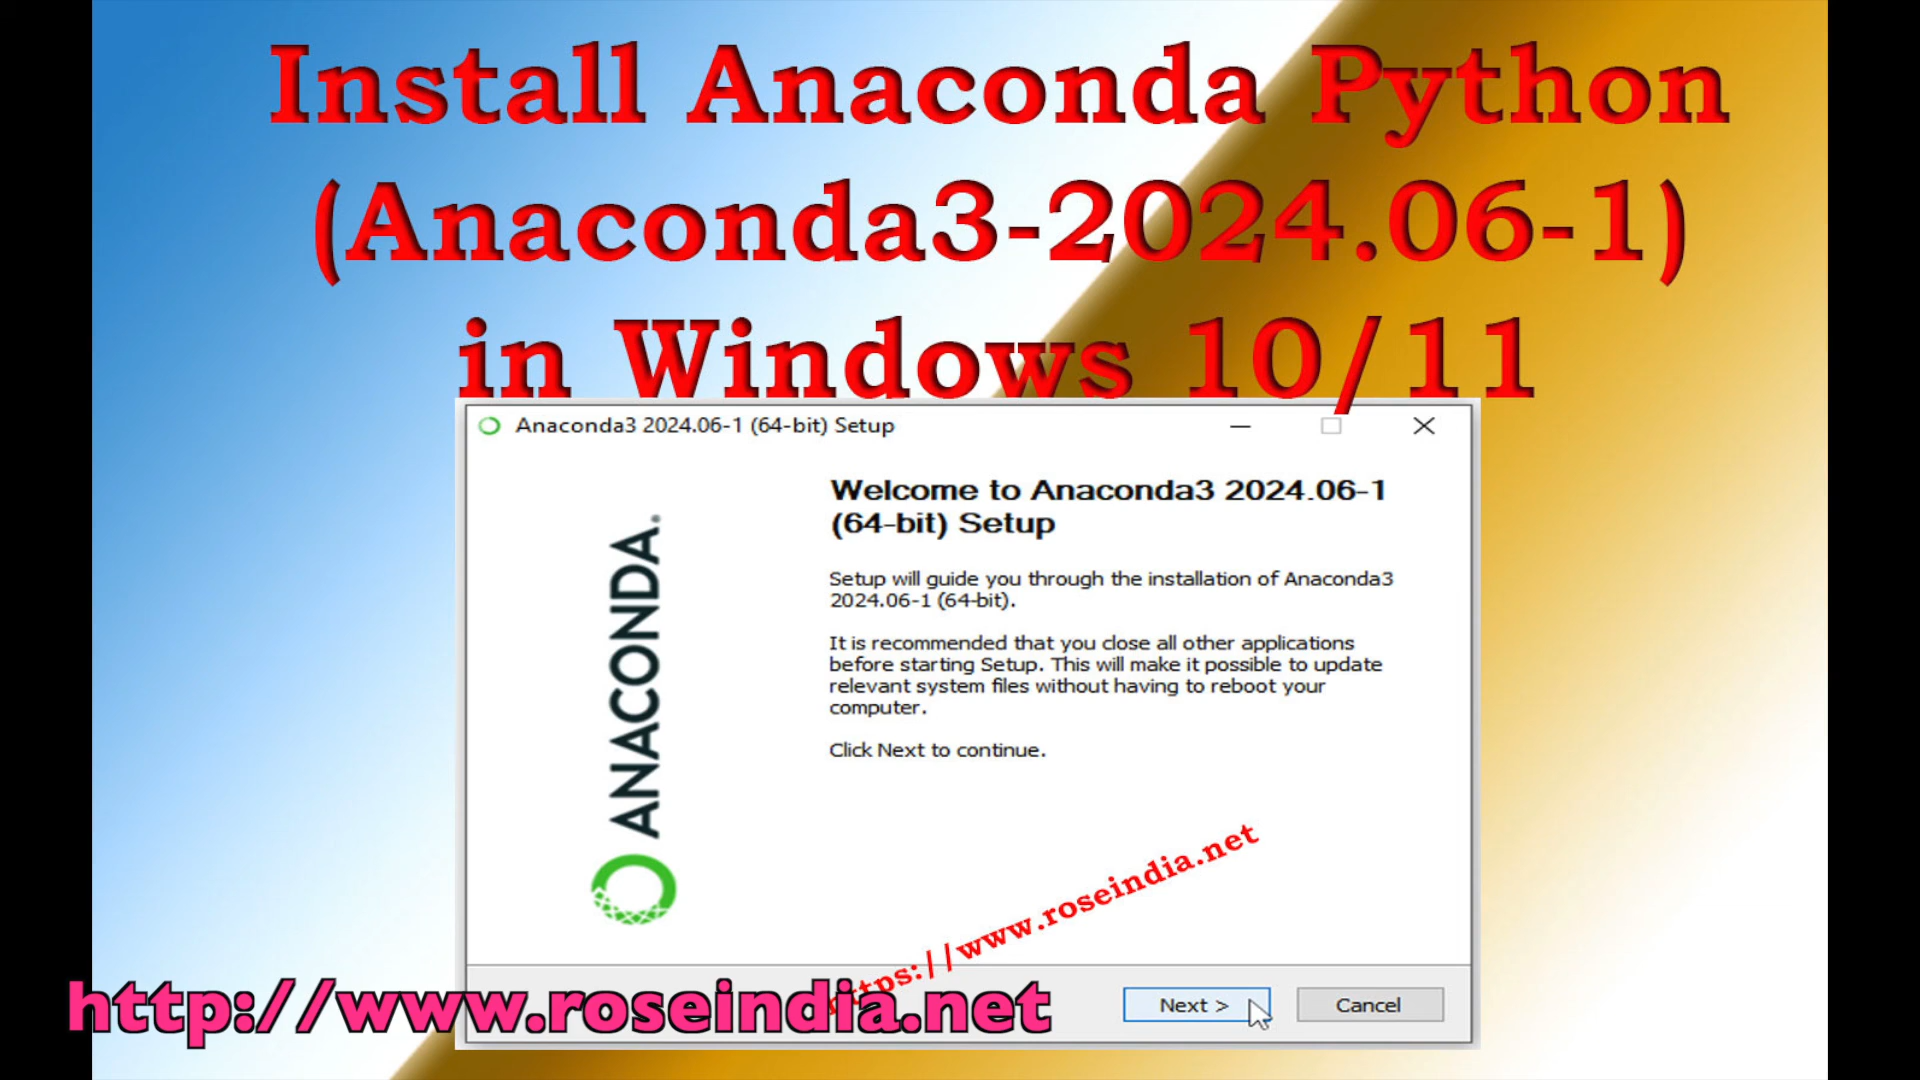 Install Anaconda Python
(Anaconda3-2024.06-1)
in Windows 10/11
Anaconda3 2024.06-1 (64-bit) Setup
Welcome to Anaconda3 2024.06-1
(64-bit) Setup
Setup will guide you through the installation of Anaconda3
2024.06-1 (64-bit).
It is recommended that you close all other applications
before starting Setup. This will make it possible to update
relevant system files without having to reboot your
computer.
Click Next to continue.
ANACONDA.
https://www.roseindia.net
http://www.roseindia.net
Next >
Cancel